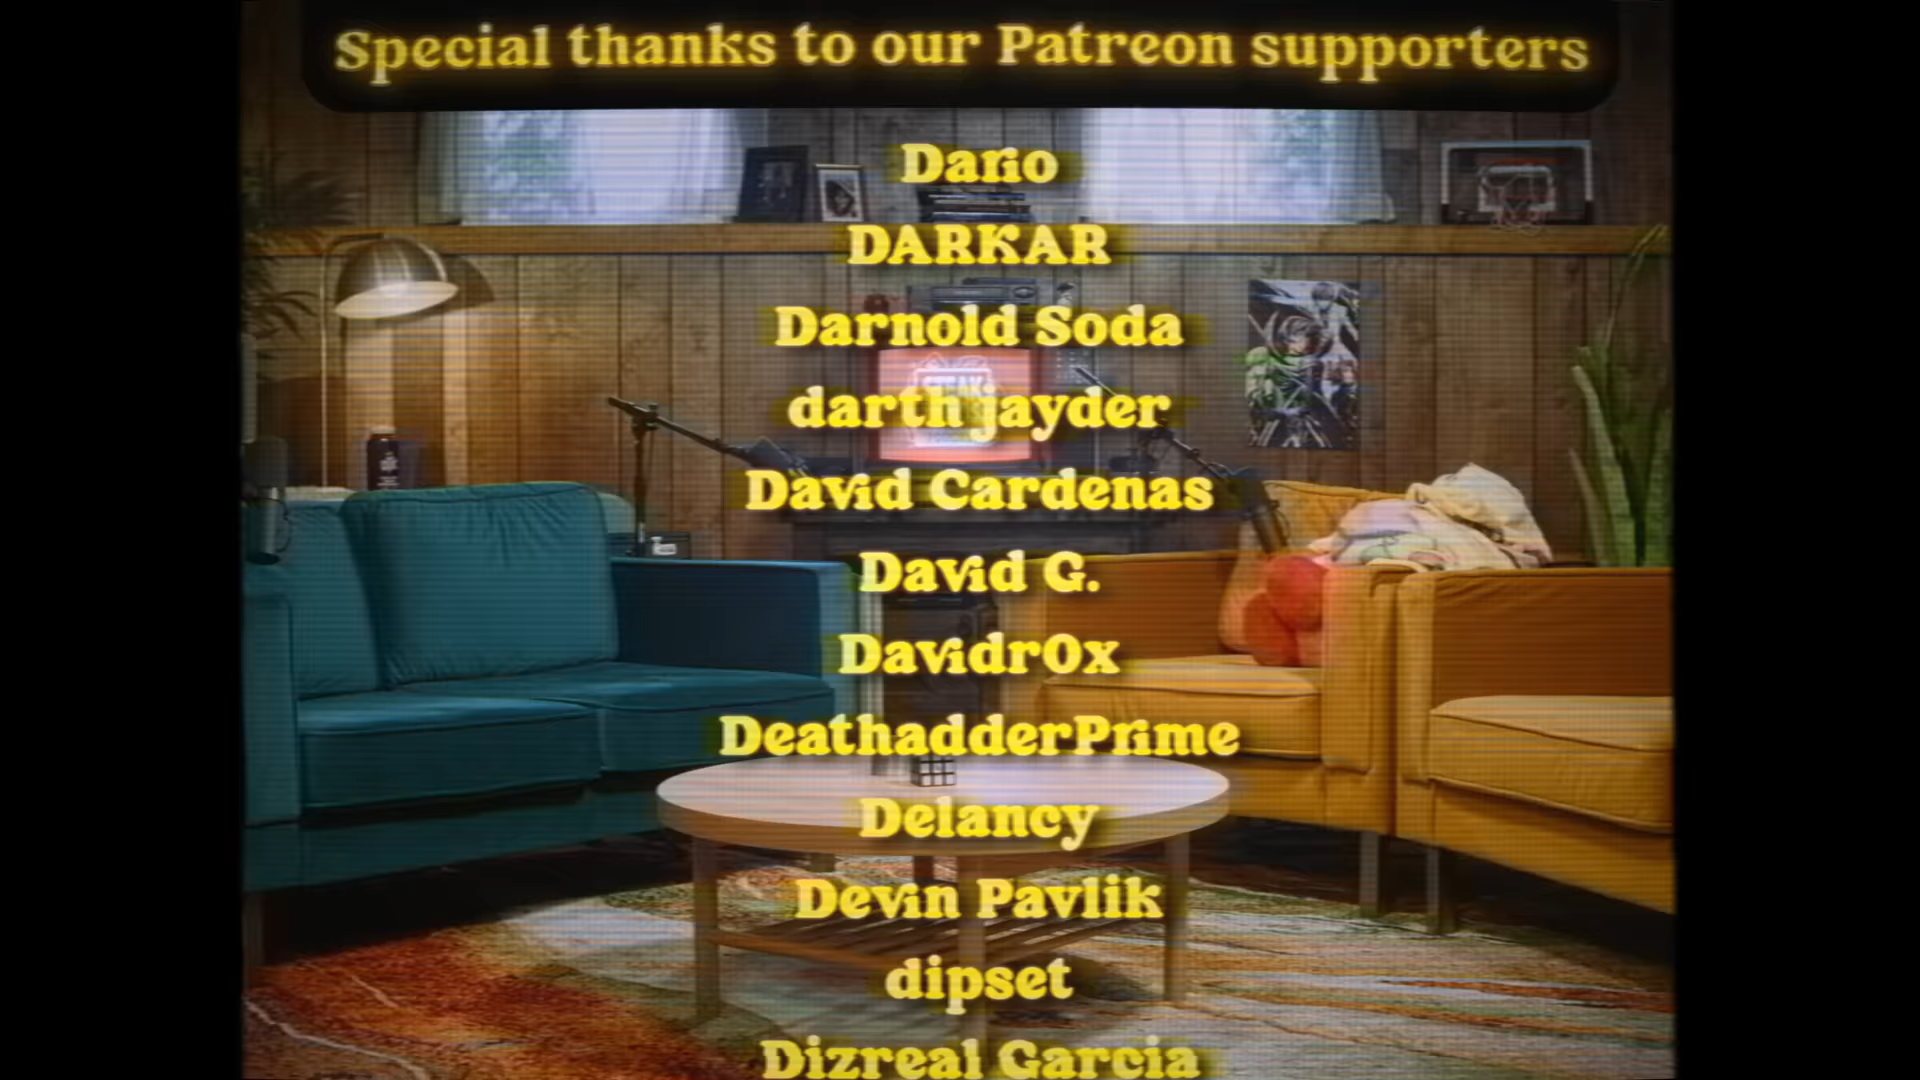 Special thanks to our Patreon supporters
Dario
DARKAR
Darnold Soda
darth jayder
David Cardenas
David G.
Davidr0x
DeathadderPrime
Delancy
Devin Pavlik
dipset
Dizreal Garcia